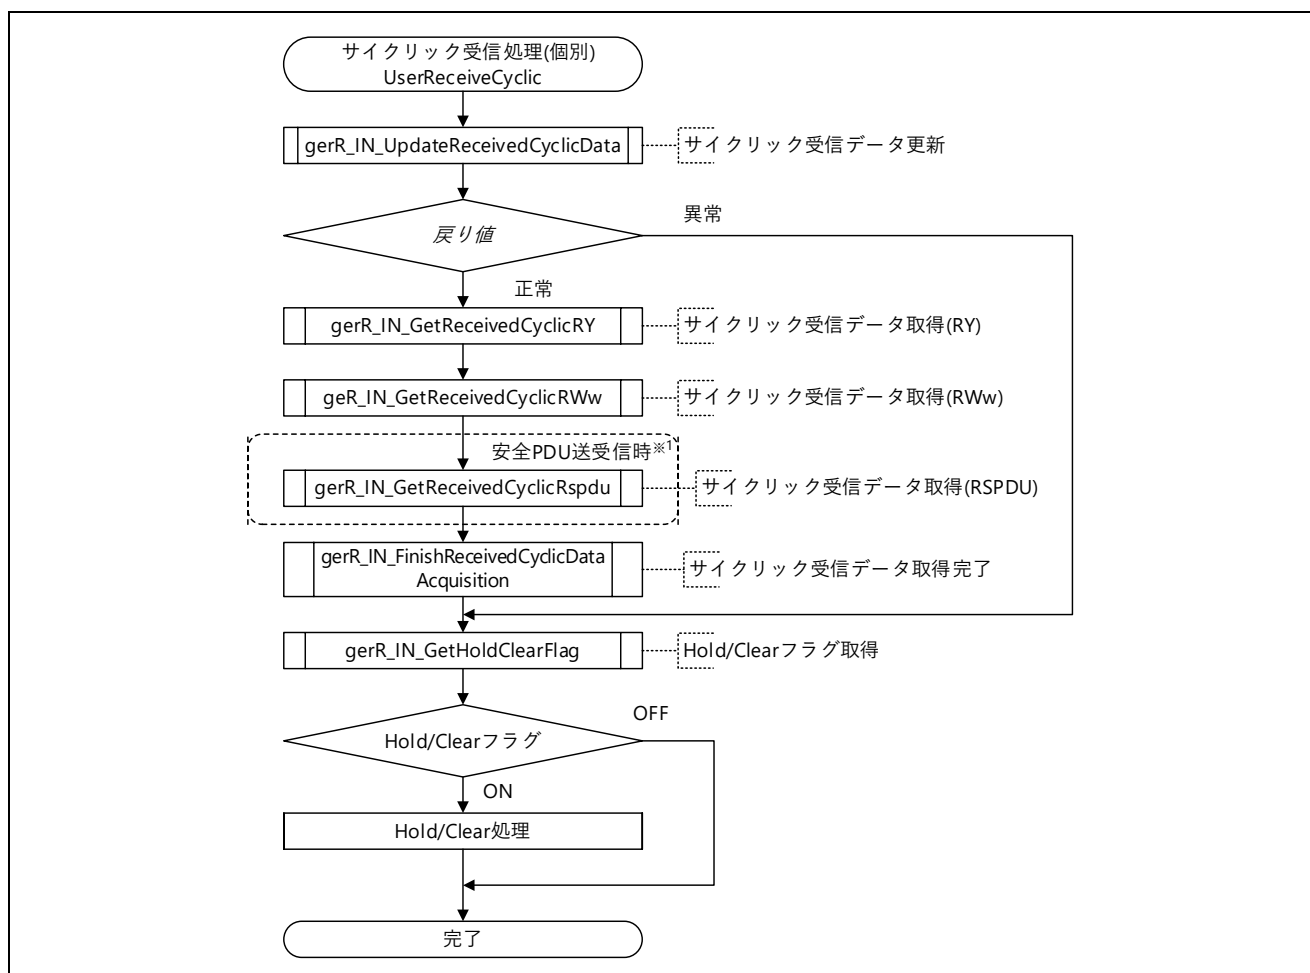 サイクリック受信処理(個別)
UserReceiveCyclic
gerR_IN_UpdateReceivedCyclicData
サイクリック受信データ更新
戻り値
異常
正常
gerR_IN_GetReceivedCyclicRY
サイクリック受信データ取得(RY)
geR_IN_GetReceivedCyclicRWw
サイクリック受信データ取得(RWw)
安全PDU送受信時※1
gerR_IN_GetReceivedCyclicRspdu
サイクリック受信データ取得(RSPDU)
gerR_IN_FinishReceivedCyclicData
Acquisition
サイクリック受信データ取得完了
gerR_IN_GetHoldClearFlag
Hold/Clearフラグ取得
OFF
Hold/Clearフラグ
ON
Hold/Clear処理
完了